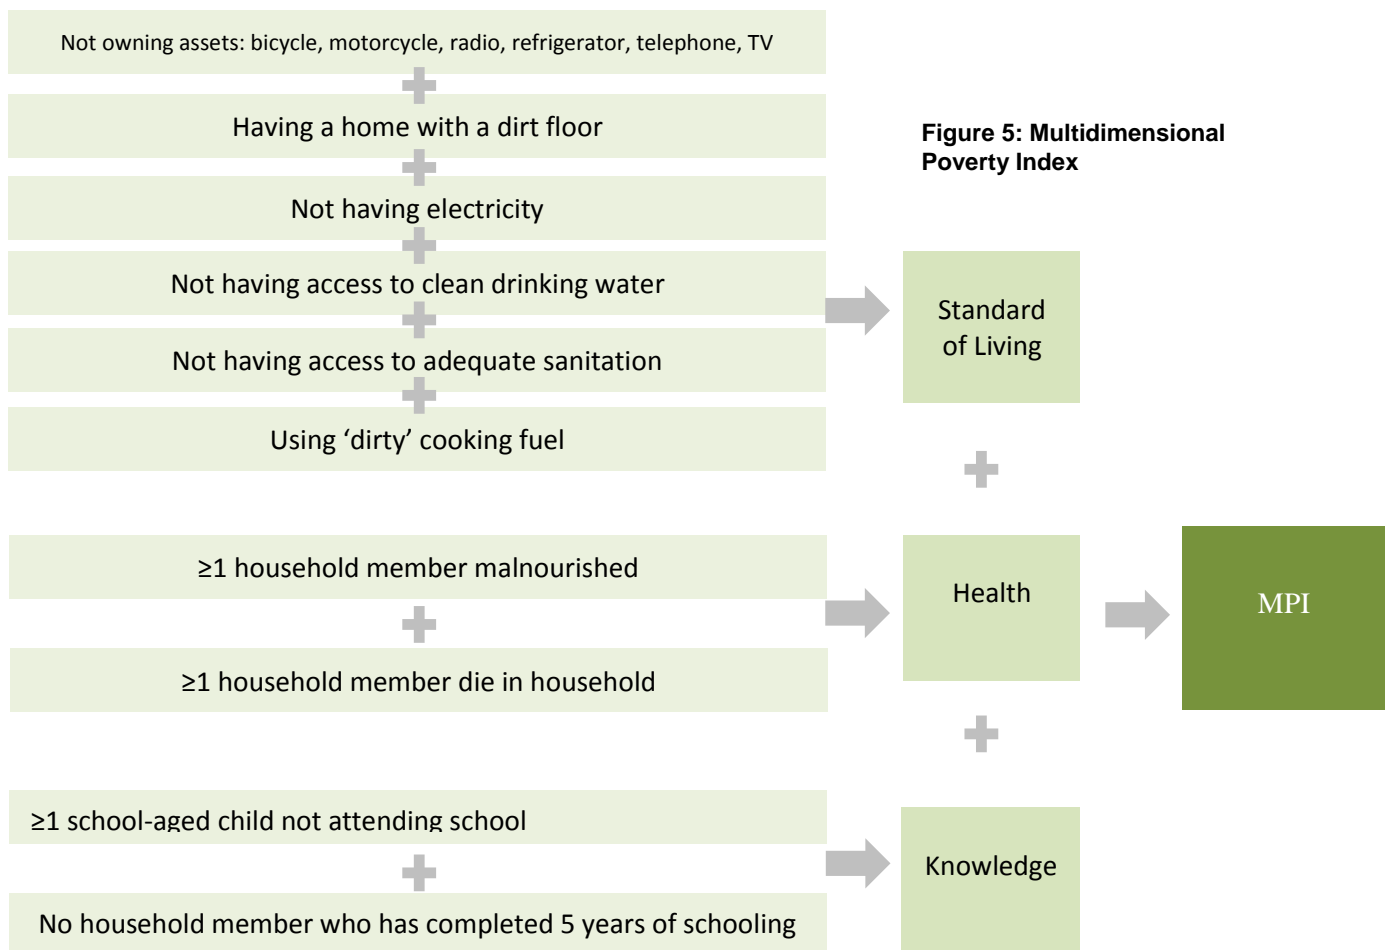 Not owning assets: bicycle, motorcycle, radio, refrigerator, telephone, TV
Having a home with a dirt floor
Figure 5: Multidimensional
Poverty Index
Not having electricity
Not having access to clean drinking water
Standard
of Living
Not having access to adequate sanitation
Using ‘dirty’ cooking fuel
≥1 household member malnourished
Health
MPI
≥1 household member die in household
≥1 school-aged child not attending school
Knowledge
No household member who has completed 5 years of schooling